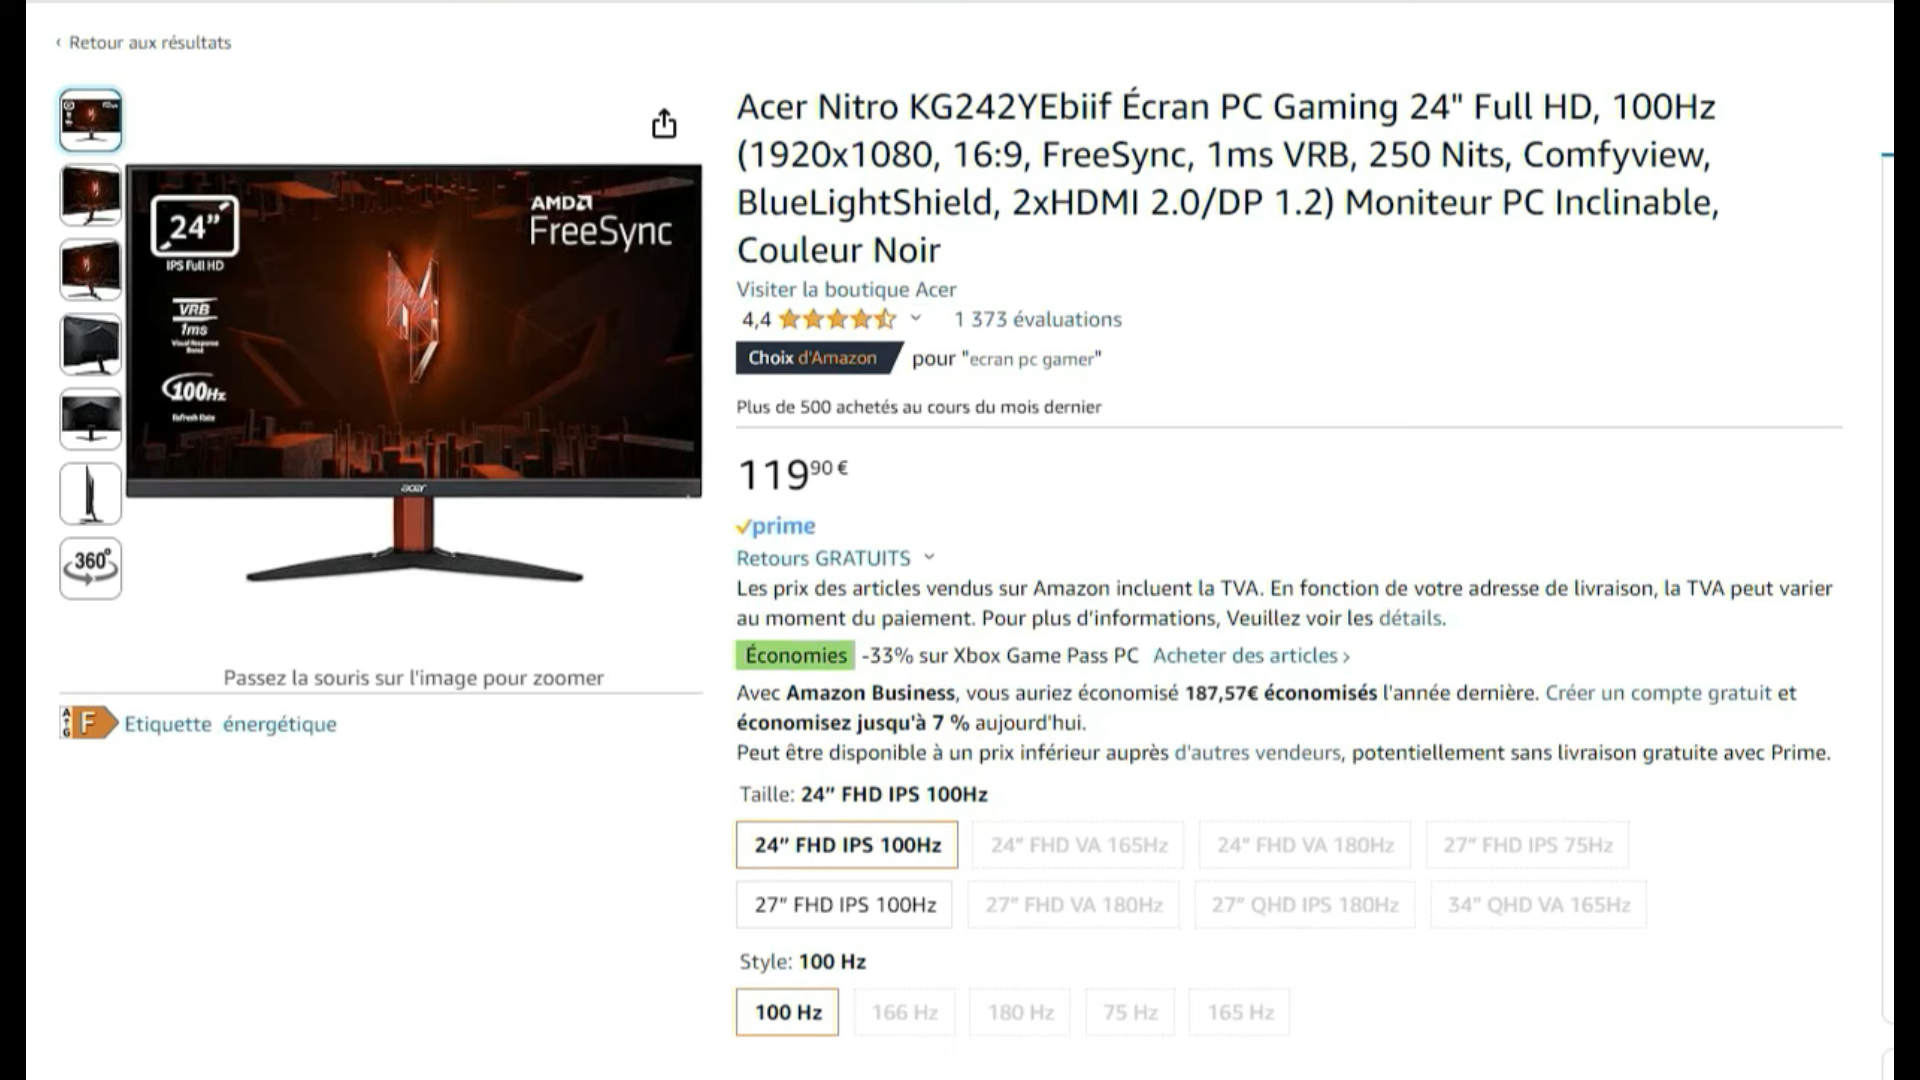 ‹ Retour aux résultats
Acer Nitro KG242YEbiif Écran PC Gaming 24" Full HD, 100Hz
(1920x1080, 16:9, FreeSync, 1ms VRB, 250 Nits, Comfyview,
BlueLightShield, 2xHDMI 2.0/DP 1.2) Moniteur PC Inclinable,
Couleur Noir
Visiter la boutique Acer
4,4
1 373 évaluations
Choix d'Amazon pour "ecran pc gamer"
Plus de 500 achetés au cours du mois dernier
24”
IPS Full HD
VRB
1ms
Visual Response
Boost
100Hz
Refresh Rate
AMD
FreeSync
acer
360°
Passez la souris sur l'image pour zoomer
A
G
F
Etiquette énergétique
119,90 €
prime
Retours GRATUITS
Les prix des articles vendus sur Amazon incluent la TVA. En fonction de votre adresse de livraison, la TVA peut varier
au moment du paiement. Pour plus d'informations, Veuillez voir les détails.
Économies -33% sur Xbox Game Pass PC Acheter des articles ›
Avec Amazon Business, vous auriez économisé 187,57€ économisés l'année dernière. Créer un compte gratuit et
économisez jusqu'à 7 % aujourd'hui.
Peut être disponible à un prix inférieur auprès d'autres vendeurs, potentiellement sans livraison gratuite avec Prime.
Taille: 24” FHD IPS 100Hz
24” FHD IPS 100Hz
24” FHD VA 165Hz
24” FHD VA 180Hz
27” FHD IPS 75Hz
27” FHD IPS 100Hz
27” FHD VA 180Hz
27” QHD IPS 180Hz
34” QHD VA 165Hz
Style: 100 Hz
100 Hz
166 Hz
180 Hz
75 Hz
165 Hz